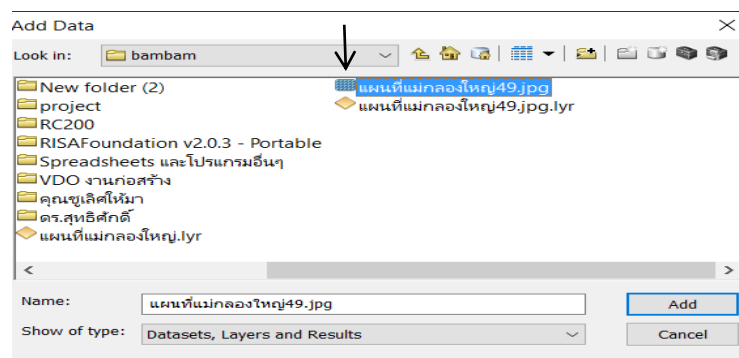 Add Data
Look in: bambam
New folder (2)
project
RC200
RISAFoundation v2.0.3 - Portable
Spreadsheets และโปรแกรมอื่นๆ
VDO งานก่อสร้าง
คุณชูเลิศให้มา
ดร.สุทธิศักดิ์
แผนที่แม่กลองใหญ่.lyr
แผนที่แม่กลองใหญ่49.jpg
แผนที่แม่กลองใหญ่49.jpg.lyr
Name: แผนที่แม่กลองใหญ่49.jpg Add
Show of type: Datasets, Layers and Results Cancel